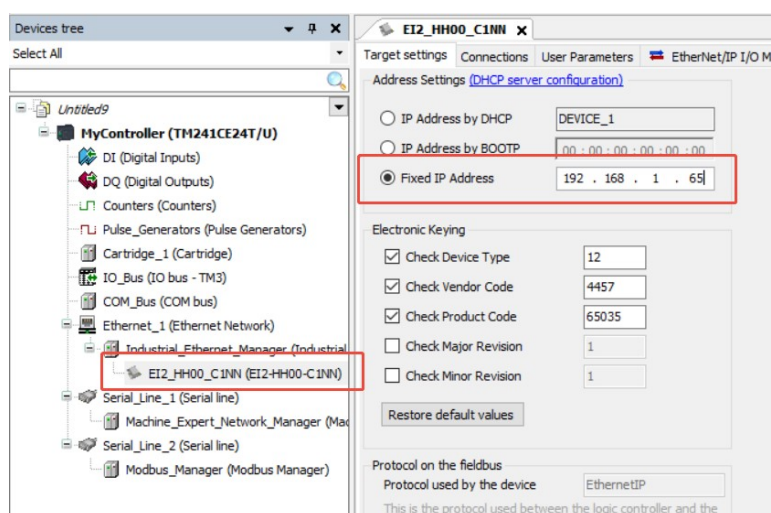 Devices tree
Select All
Untitled9
MyController (TM241CE24T/U)
DI (Digital Inputs)
DQ (Digital Outputs)
Counters (Counters)
Pulse_Generators (Pulse Generators)
Cartridge_1 (Cartridge)
IO_Bus (IO bus - TM3)
COM_Bus (COM bus)
Ethernet_1 (Ethernet Network)
Industrial_Ethernet_Manager (Industrial
EI2_HH00_C1NN (EI2-HH00-C1NN)
Serial_Line_1 (Serial line)
Machine_Expert_Network_Manager (Mac
Serial_Line_2 (Serial line)
Modbus_Manager (Modbus Manager)
EI2_HH00_C1NN
Target settings Connections User Parameters EtherNet/IP I/O M
Address Settings (DHCP server configuration)
IP Address by DHCP DEVICE_1
IP Address by BOOTP 00 : 00 : 00 : 00 : 00 : 00
Fixed IP Address 192 . 168 . 1 . 65
Electronic Keying
Check Device Type 12
Check Vendor Code 4457
Check Product Code 65035
Check Major Revision 1
Check Minor Revision 1
Restore default values
Protocol on the fieldbus
Protocol used by the device EthernetIP
This is the protocol used between the logic controller and the